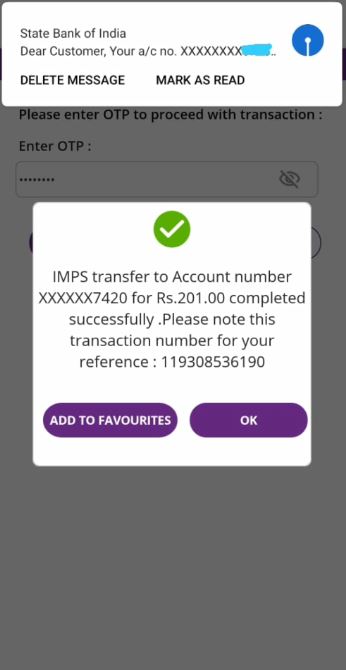 State Bank of India
Dear Customer, Your a/c no. XXXXXXXX
DELETE MESSAGE MARK AS READ
Please enter OTP to proceed with transaction :
Enter OTP :
••••••••
IMPS transfer to Account number
XXXXXX7420 for Rs.201.00 completed
successfully .Please note this
transaction number for your
reference : 119308536190
ADD TO FAVOURITES OK